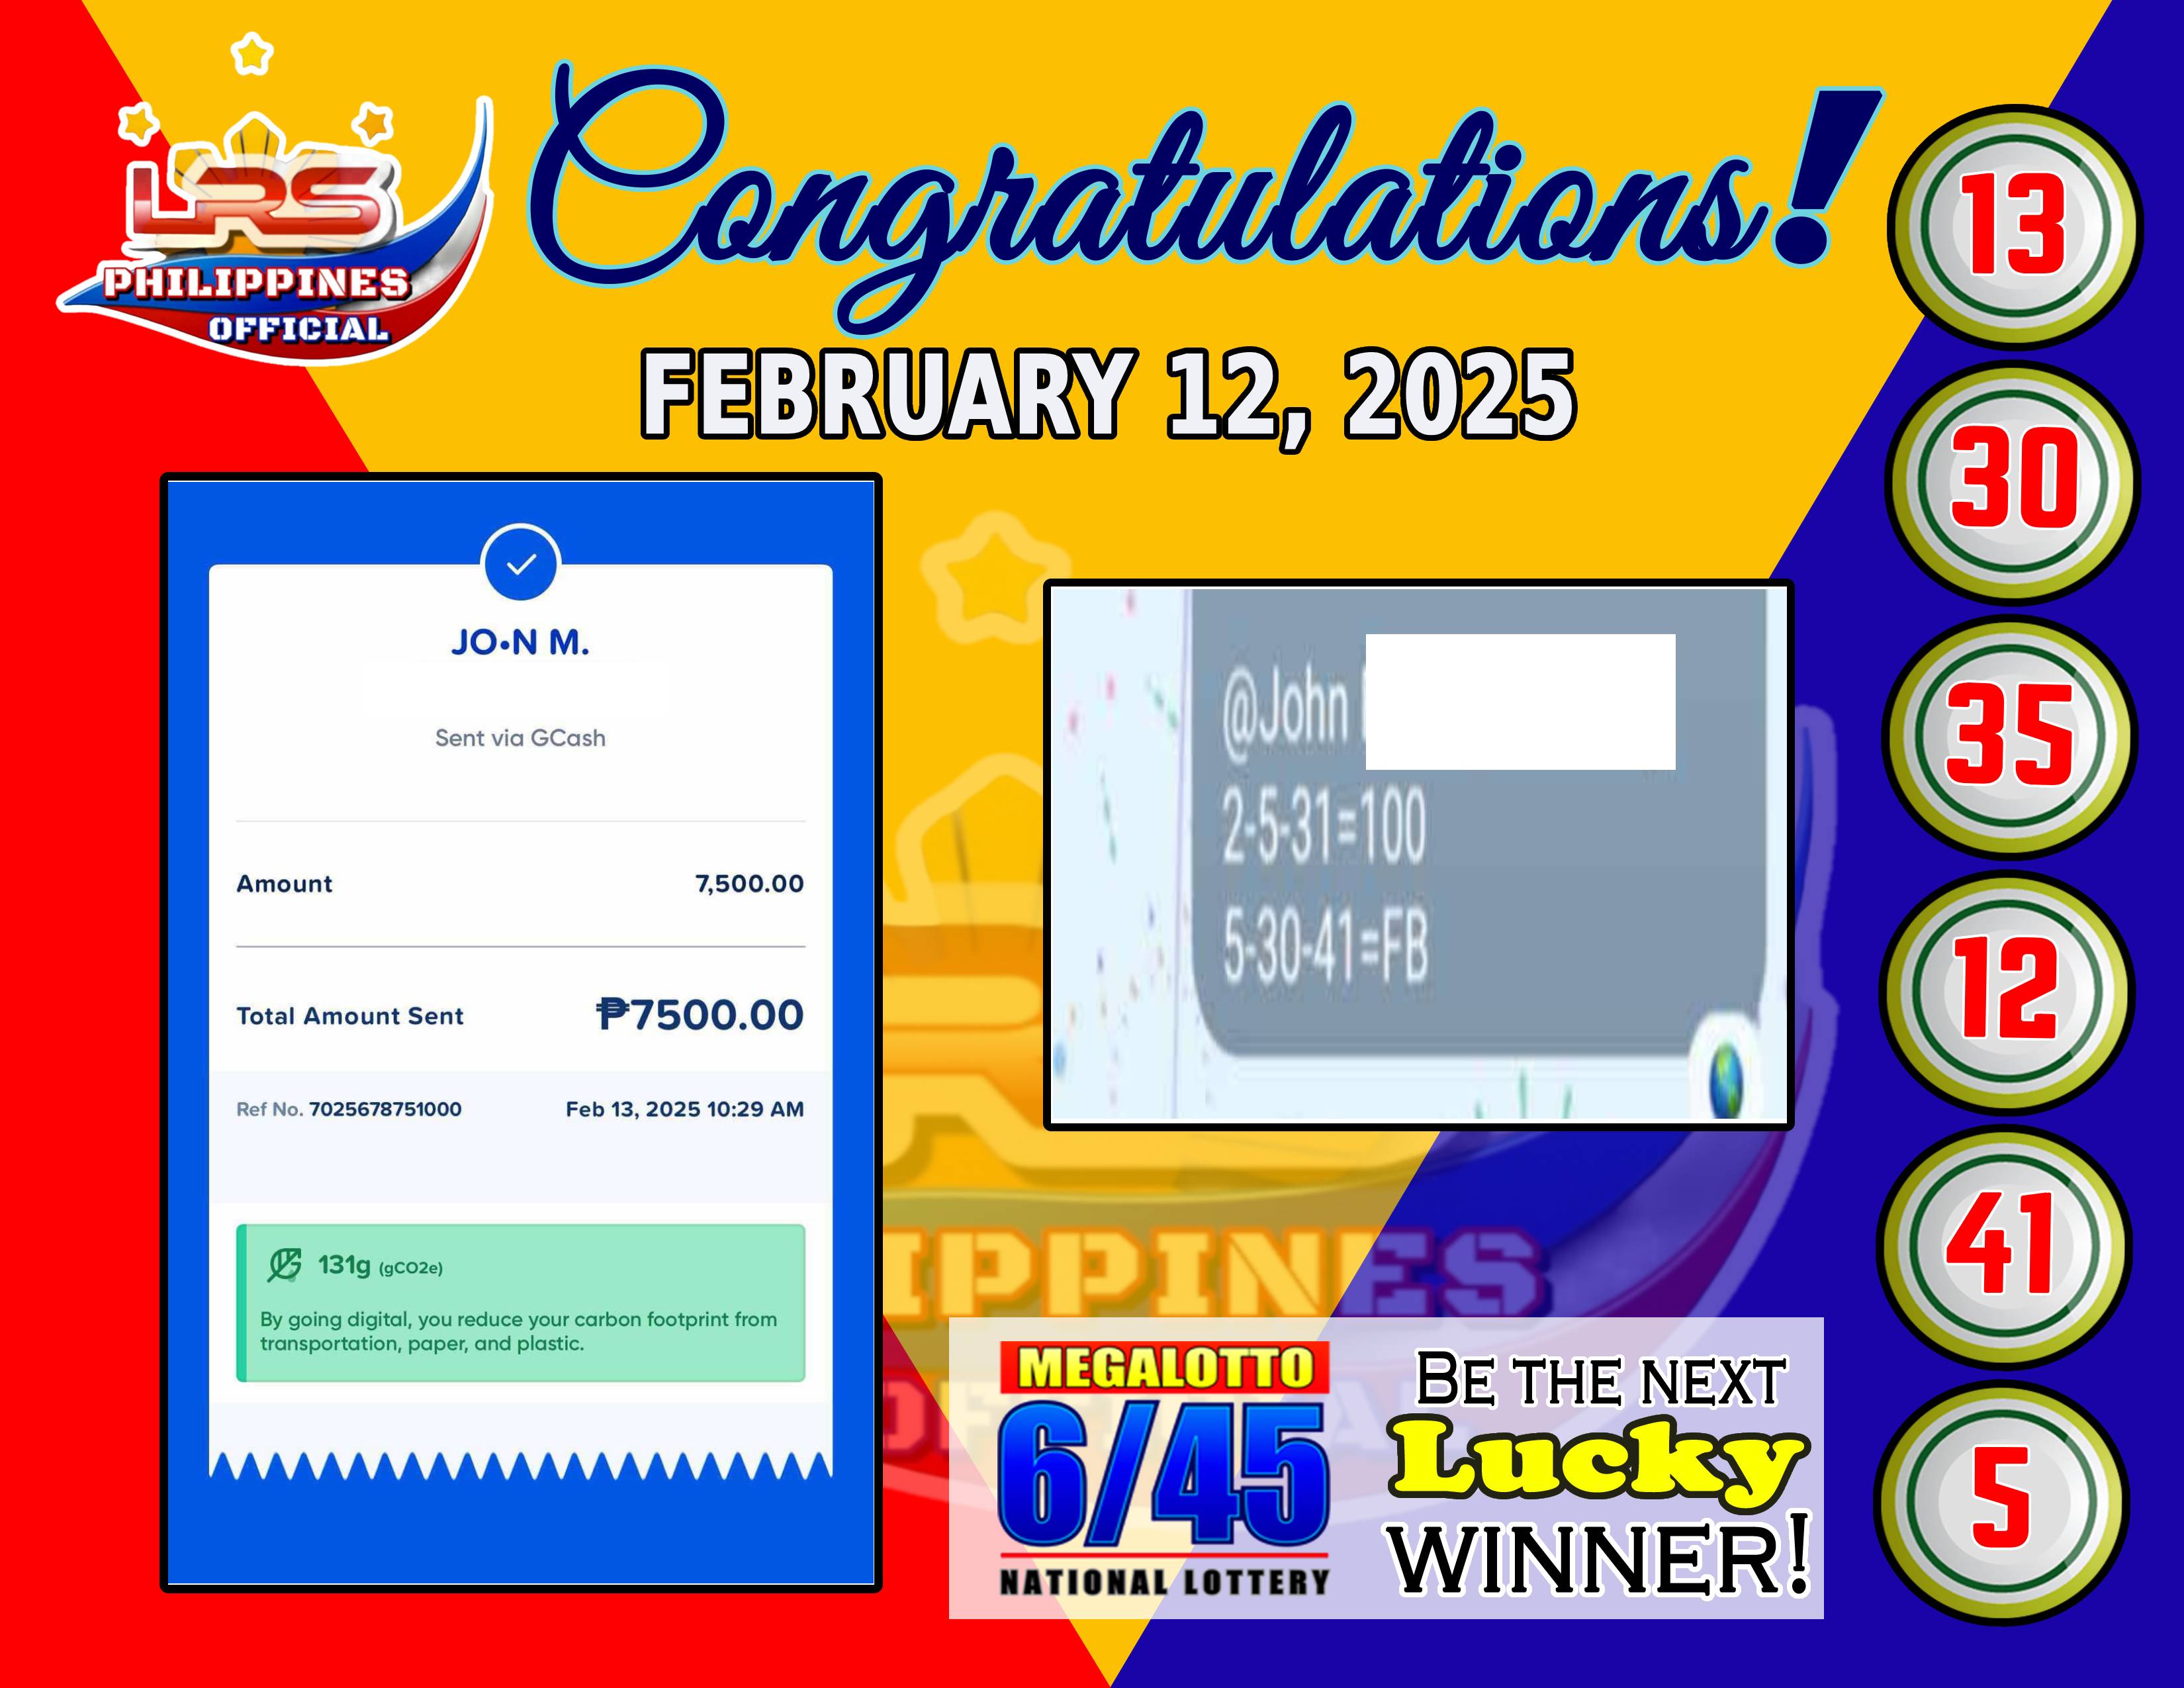 LRS
PHILIPPINES
OFFICIAL
Congratulations!
FEBRUARY 12, 2025
JO•N M.
Sent via GCash
Amount 7,500.00
Total Amount Sent ₱7500.00
Ref No. 7025678751000 Feb 13, 2025 10:29 AM
131g (gCO2e)
By going digital, you reduce your carbon footprint from
transportation, paper, and plastic.
@John
2-5-31=100
5-30-41=FB
MEGALOTTO
6/45
NATIONAL LOTTERY
BE THE NEXT
Lucky
WINNER!
13
30
35
12
41
5